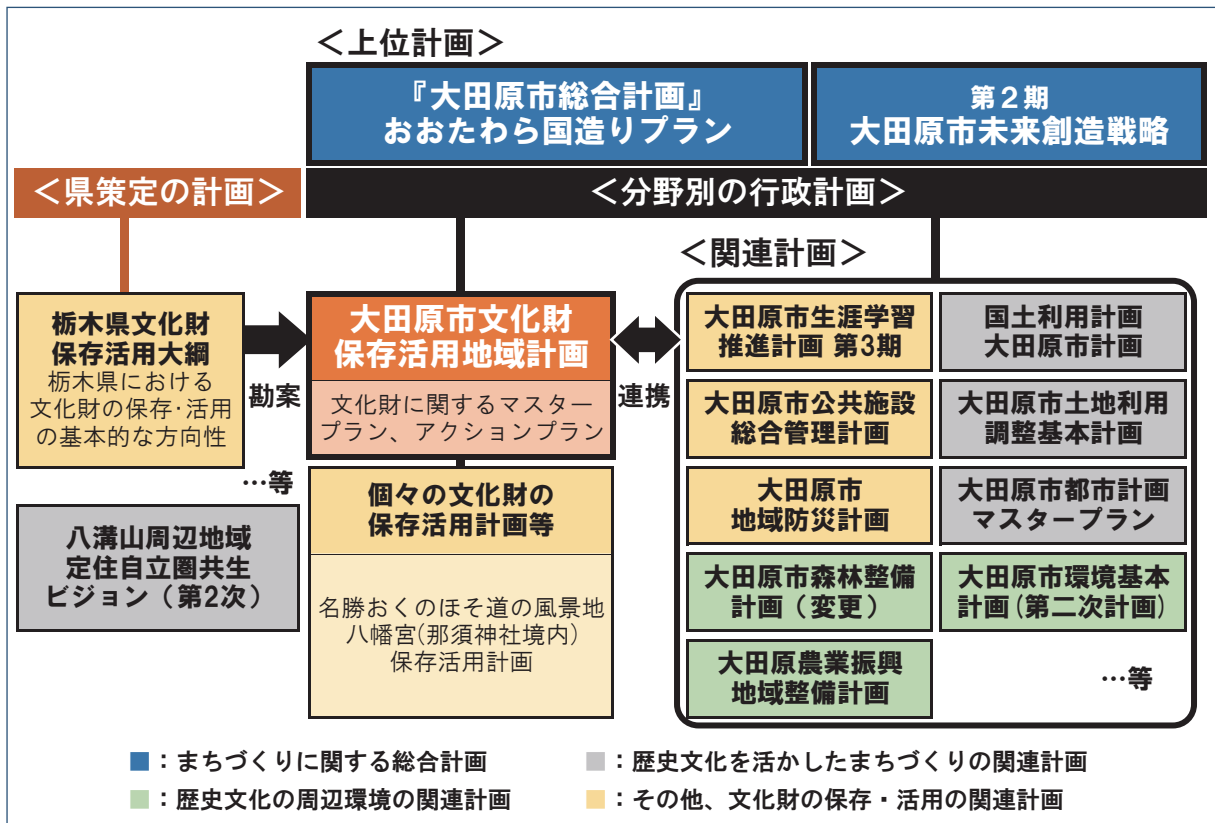 ＜上位計画＞
『大田原市総合計画』
おおたわら国造りプラン
第２期
大田原市未来創造戦略
＜県策定の計画＞
＜分野別の行政計画＞
＜関連計画＞
栃木県文化財
保存活用大綱
栃木県における
文化財の保存･活用
の基本的な方向性
…等
八溝山周辺地域
定住自立圏共生
ビジョン（第2次）
勘案
大田原市文化財
保存活用地域計画
文化財に関するマスター
プラン、アクションプラン
個々の文化財の
保存活用計画等
名勝おくのほそ道の風景地
八幡宮(那須神社境内)
保存活用計画
連携
大田原市生涯学習
推進計画 第3期
国土利用計画
大田原市計画
大田原市公共施設
総合管理計画
大田原市土地利用
調整基本計画
大田原市
地域防災計画
大田原市都市計画
マスタープラン
大田原市森林整備
計画（変更）
大田原市環境基本
計画(第二次計画)
大田原農業振興
地域整備計画
…等
■：まちづくりに関する総合計画
■：歴史文化を活かしたまちづくりの関連計画
■：歴史文化の周辺環境の関連計画
■：その他、文化財の保存・活用の関連計画